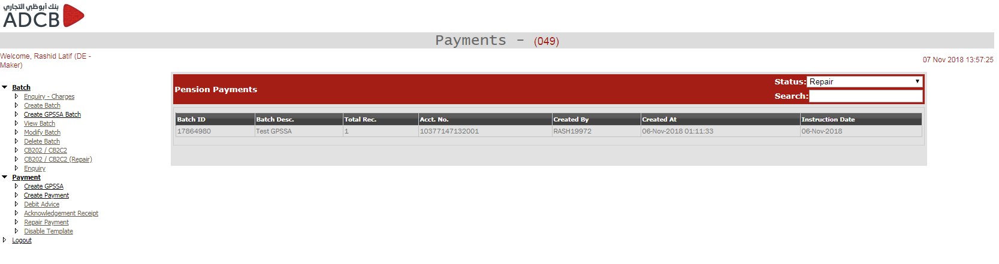 بنك أبوظبي التجاري
ADCB
Payments - (049)
Welcome, Rashid Latif (DE -
Maker)
07 Nov 2018 13:57:25
Batch
Enquiry - Charges
Create Batch
Create GPSSA Batch
View Batch
Modify Batch
Delete Batch
CB202 / CB2C2
CB202 / CB2C2 (Repair)
Enquiry
Payment
Create GPSSA
Create Payment
Debit Advice
Acknowledgement Receipt
Repair Payment
Disable Template
Logout
Pension Payments
Status: Repair
Search:
Batch ID Batch Desc. Total Rec. Acct. No. Created By Created At Instruction Date
17864980 Test GPSSA 1 10377147132001 RASH19972 06-Nov-2018 01:11:33 06-Nov-2018